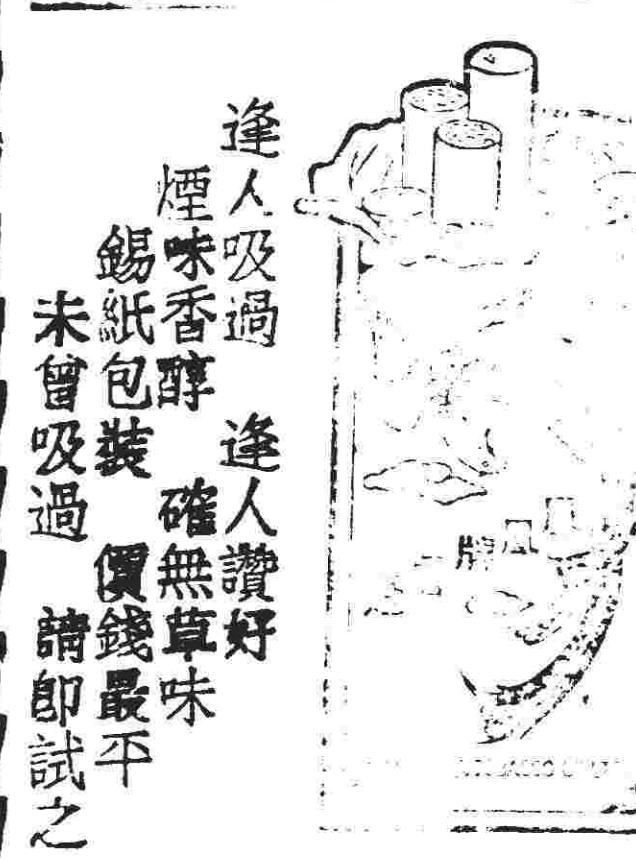 逢人吸過　逢人讚好
煙味香醇　確無草味
錫紙包裝　價錢最平
未曾吸過　請即試之